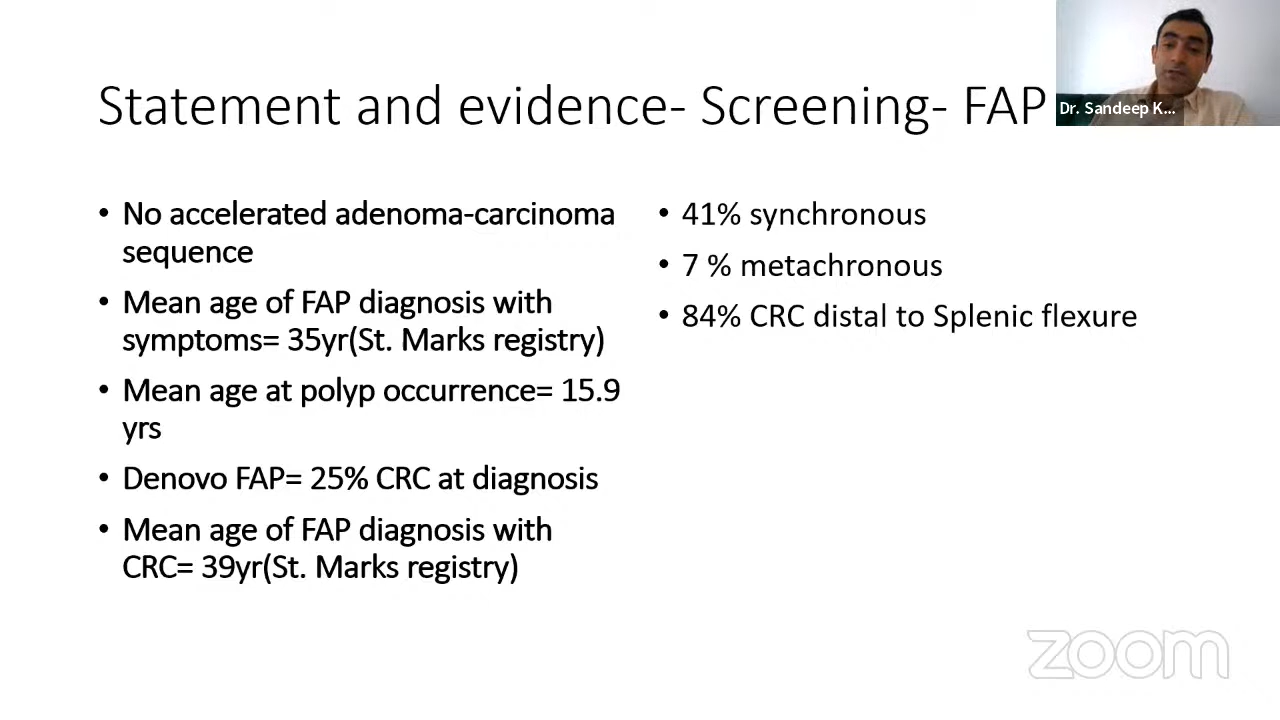 Statement and evidence- Screening- FAP
Dr. Sandeep K...
• No accelerated adenoma-carcinoma
sequence
• Mean age of FAP diagnosis with
symptoms= 35yr(St. Marks registry)
• Mean age at polyp occurrence= 15.9
yrs
• Denovo FAP= 25% CRC at diagnosis
• Mean age of FAP diagnosis with
CRC= 39yr(St. Marks registry)
• 41% synchronous
• 7 % metachronous
• 84% CRC distal to Splenic flexure
zoom